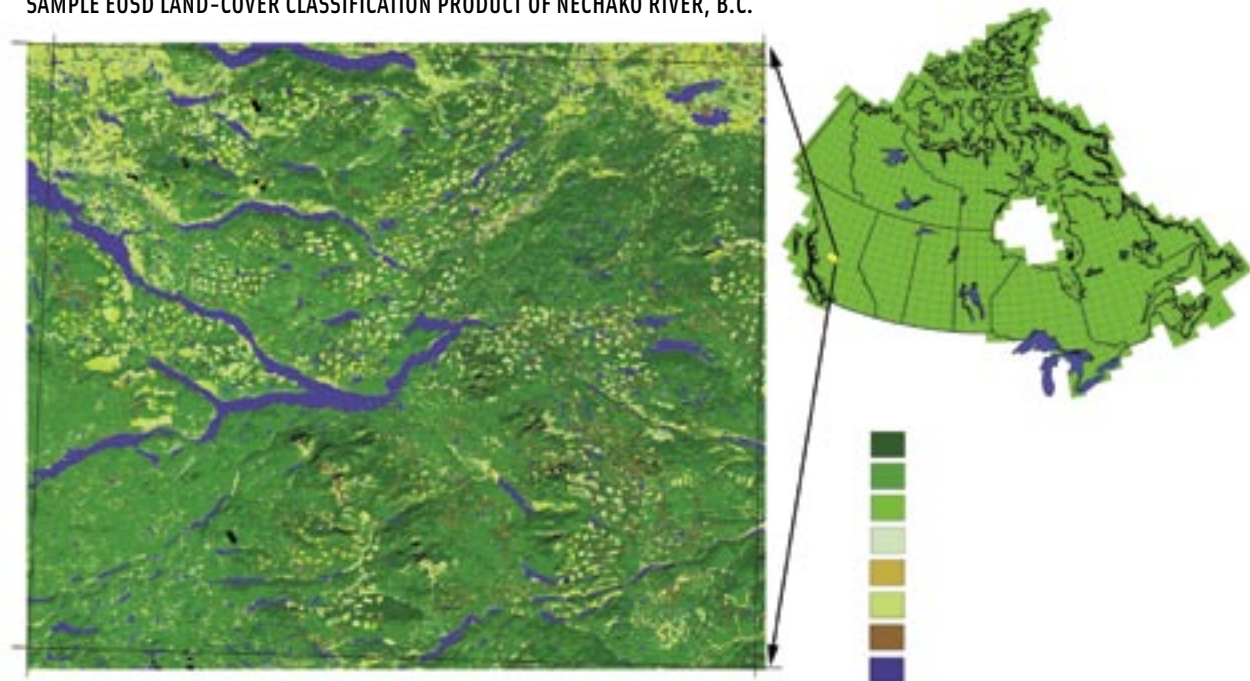 SAMPLE EOSD LAND-COVER CLASSIFICATION PRODUCT OF NECHAKO RIVER, B.C.